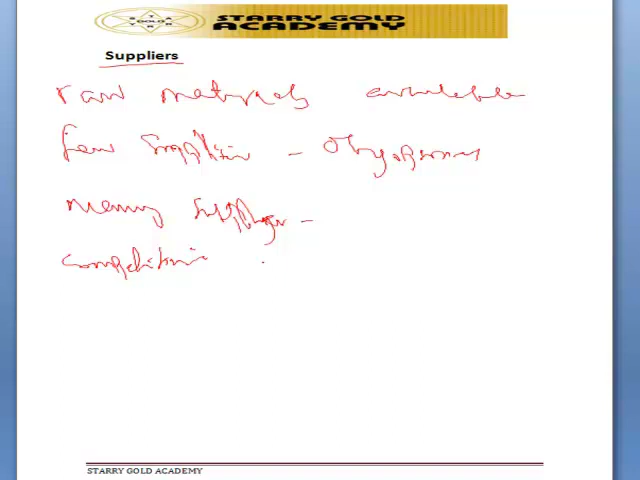 STARRY GOLD ACADEMY
Suppliers
raw materials available
few suppliers -
many suppliers -
competition
STARRY GOLD ACADEMY